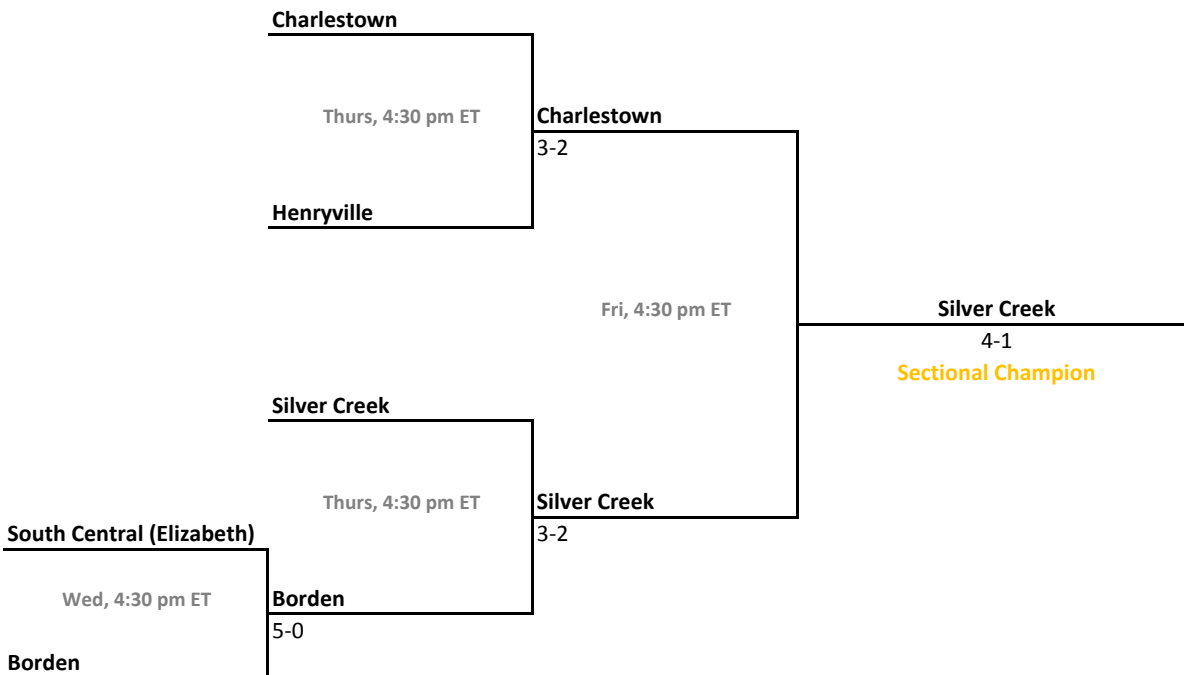 Charlestown
Thurs, 4:30 pm ET
Charlestown
3-2
Henryville
Fri, 4:30 pm ET
Silver Creek
4-1
Sectional Champion
Silver Creek
Thurs, 4:30 pm ET
Silver Creek
3-2
South Central (Elizabeth)
Wed, 4:30 pm ET
Borden
5-0
Borden